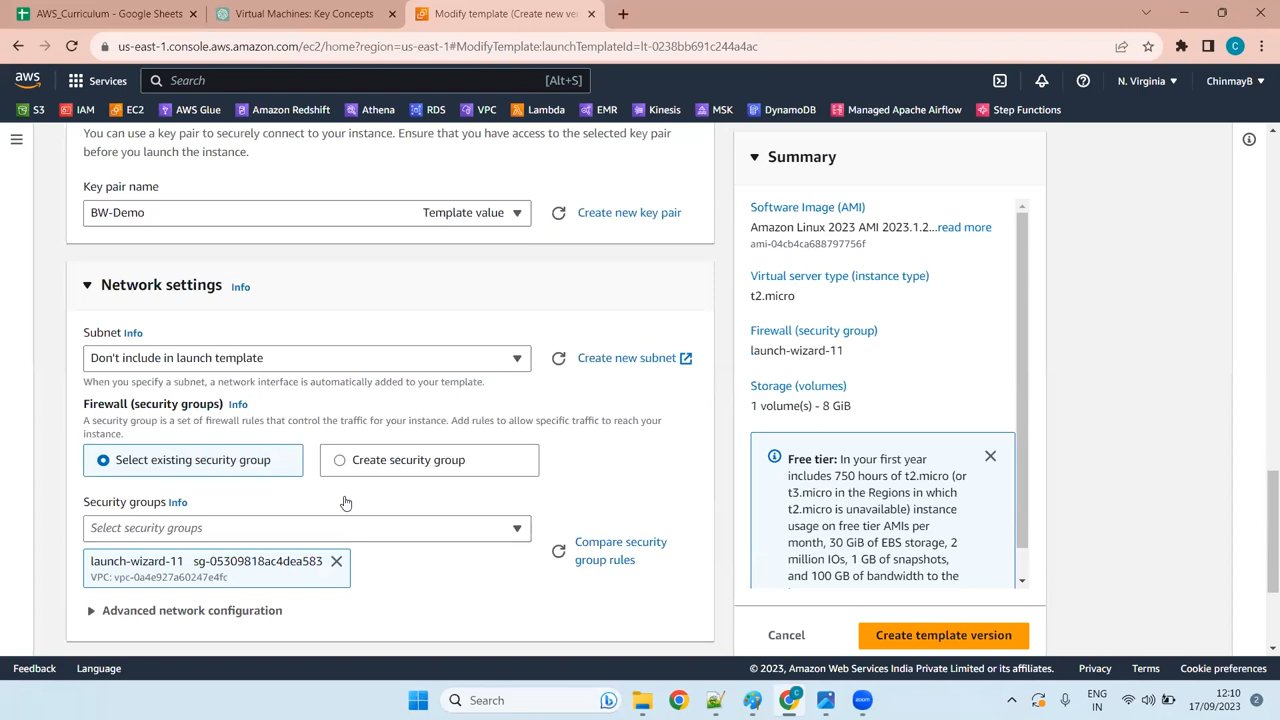 AWS_Curriculum - Google Sheets
Virtual Machines: Key Concepts
Modify template (Create new ve
us-east-1.console.aws.amazon.com/ec2/home?region=us-east-1#ModifyTemplate:launchTemplateId=lt-0238bb691c244a4ac
C
aws
Services
Search
[Alt+S]
N. Virginia
ChinmayB
S3
IAM
EC2
AWS Glue
Amazon Redshift
Athena
RDS
VPC
Lambda
EMR
Kinesis
MSK
DynamoDB
Managed Apache Airflow
Step Functions
You can use a key pair to securely connect to your instance. Ensure that you have access to the selected key pair
before you launch the instance.
Key pair name
BW-Demo
Template value
Create new key pair
Network settings Info
Subnet Info
Don't include in launch template
Create new subnet
When you specify a subnet, a network interface is automatically added to your template.
Firewall (security groups) Info
A security group is a set of firewall rules that control the traffic for your instance. Add rules to allow specific traffic to reach your
instance.
Select existing security group
Create security group
Security groups Info
Select security groups
Compare security
group rules
launch-wizard-11 sg-05309818ac4dea583
VPC: vpc-0a4e927a60247e4fc
Advanced network configuration
Summary
Software Image (AMI)
Amazon Linux 2023 AMI 2023.1.2...read more
ami-04cb4ca688797756f
Virtual server type (instance type)
t2.micro
Firewall (security group)
launch-wizard-11
Storage (volumes)
1 volume(s) - 8 GiB
Free tier: In your first year
includes 750 hours of t2.micro (or
t3.micro in the Regions in which
t2.micro is unavailable) instance
usage on free tier AMIs per
month, 30 GiB of EBS storage, 2
million IOs, 1 GB of snapshots,
and 100 GB of bandwidth to the
Cancel
Create template version
Feedback
Language
© 2023, Amazon Web Services India Private Limited or its affiliates.
Privacy
Terms
Cookie preferences
Search
ENG
IN
12:10
17/09/2023
2